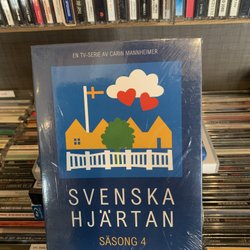 EN TV-SERIE AV CARIN MANNHEIMER
SVENSKA
HJÄRTAN
SÄSONG 4